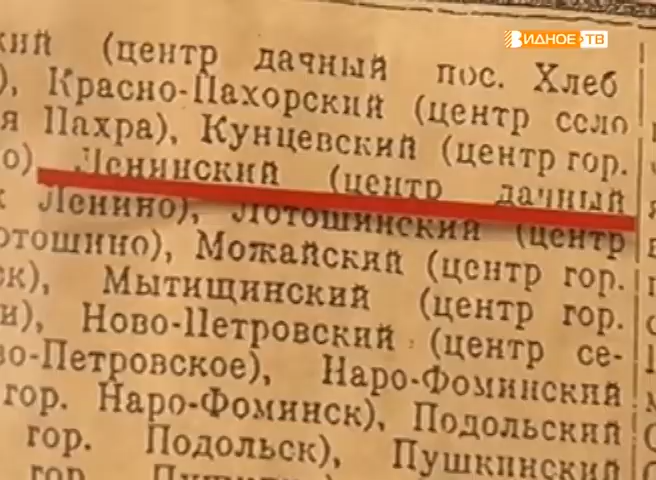 ВИДНОЕ-ТВ
кий (центр дачный пос. Хлеб
), Красно-Пахорский (центр село
я Пахра), Кунцевский (центр гор.
о) Ленинский (центр дачный
к Ленино), Лотошинский (центр
отошино), Можайский (центр гор.
ск), Мытищинский (центр гор.
и), Ново-Петровский (центр се-
во-Петровское), Наро-Фоминский
гор. Наро-Фоминск), Подольский
гор. Подольск), Пушкинский
гор.